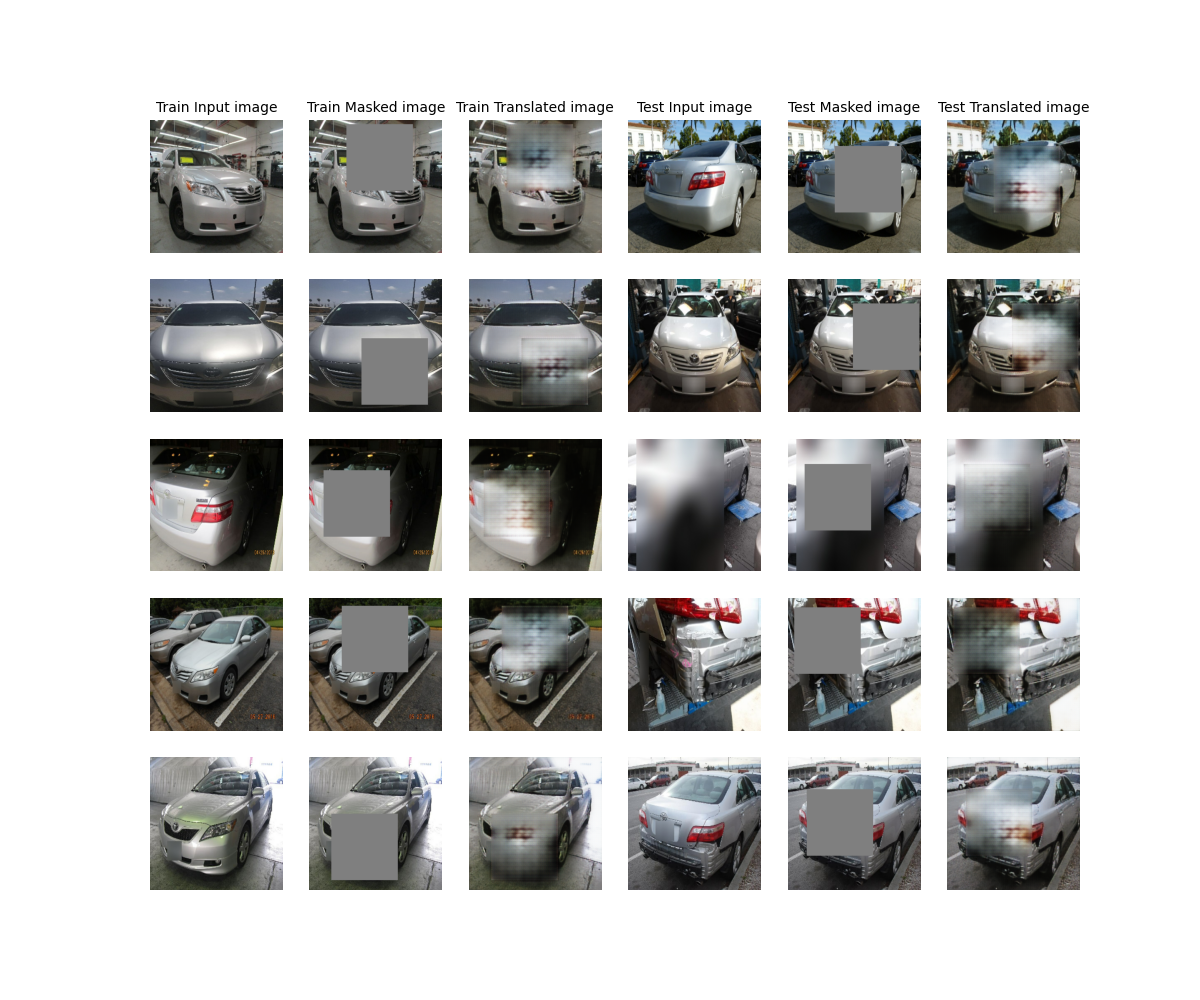 Train Input image
Train Masked image
Train Translated image
Test Input image
Test Masked image
Test Translated image